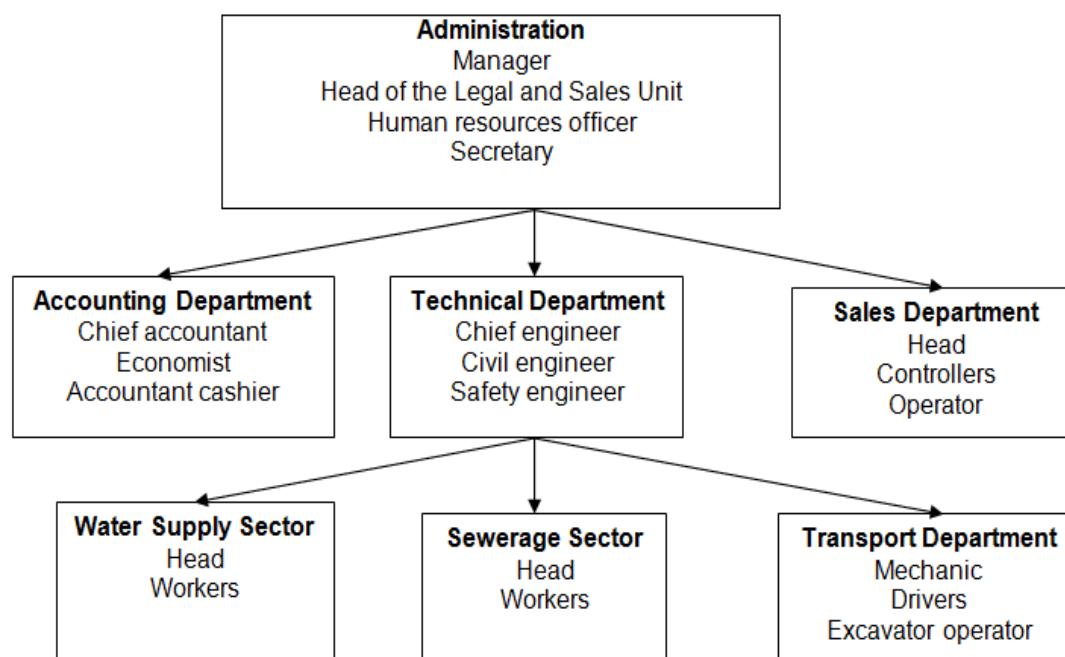 Administration
Manager
Head of the Legal and Sales Unit
Human resources officer
Secretary
Accounting Department
Chief accountant
Economist
Accountant cashier
Technical Department
Chief engineer
Civil engineer
Safety engineer
Sales Department
Head
Controllers
Operator
Water Supply Sector
Head
Workers
Sewerage Sector
Head
Workers
Transport Department
Mechanic
Drivers
Excavator operator